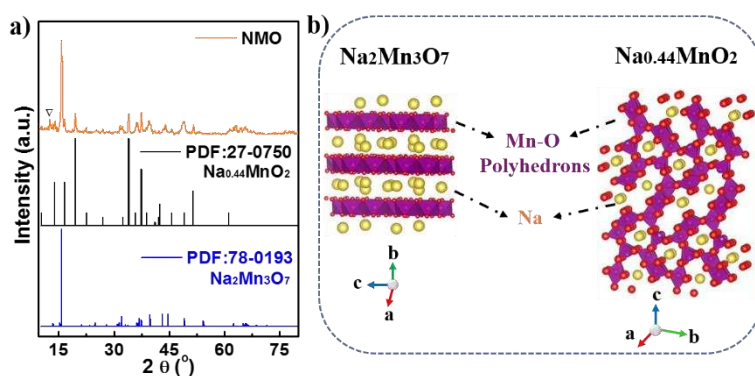 a)
NMO
▽
PDF:27-0750
Na0.44MnO2
PDF:78-0193
Na2Mn3O7
Intensity (a.u.)
15 30 45 60 75
2 θ (°)
b)
Na2Mn3O7
Na0.44MnO2
Mn-O
Polyhedrons
Na
b
c
a
c
a
b